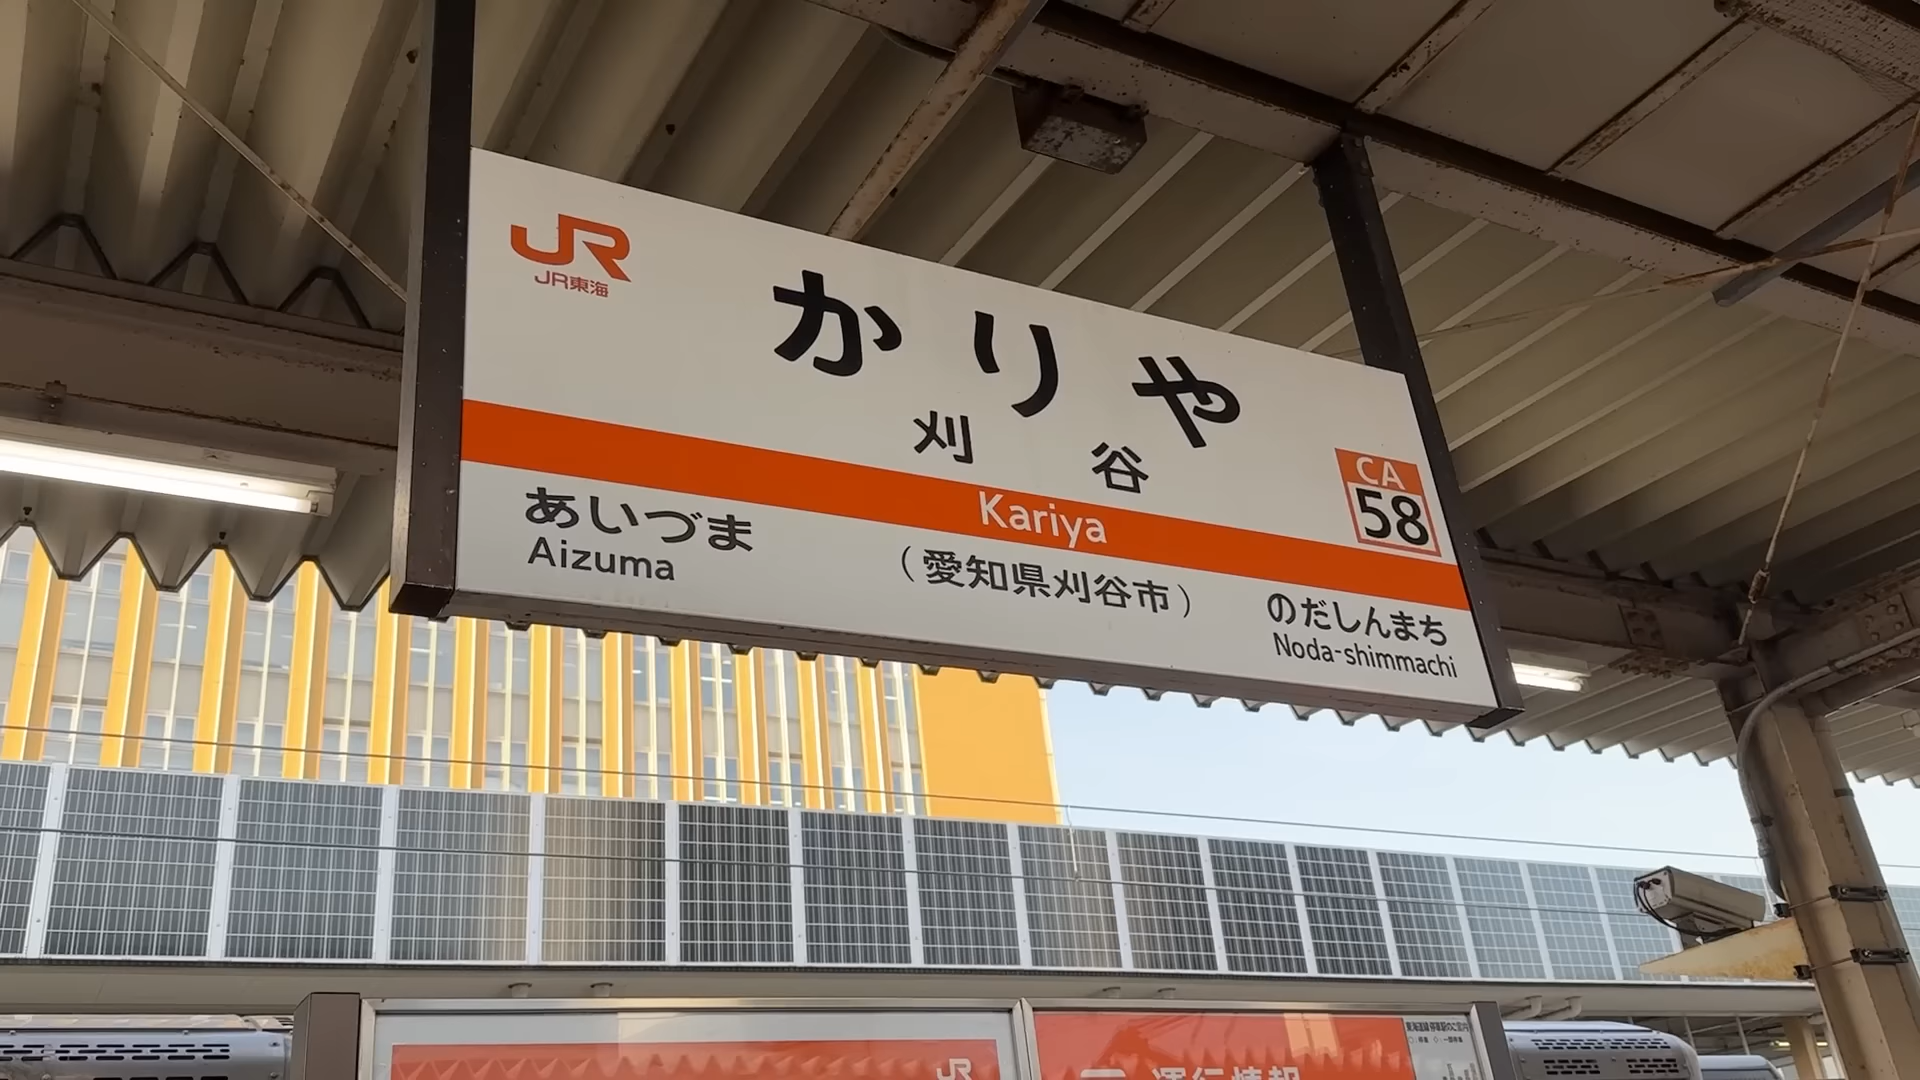 JR
JR東海
かりや
刈谷
CA
58
Kariya
あいづま
Aizuma
(愛知県刈谷市)
のだしんまち
Noda-shimmachi
JR
運行情報